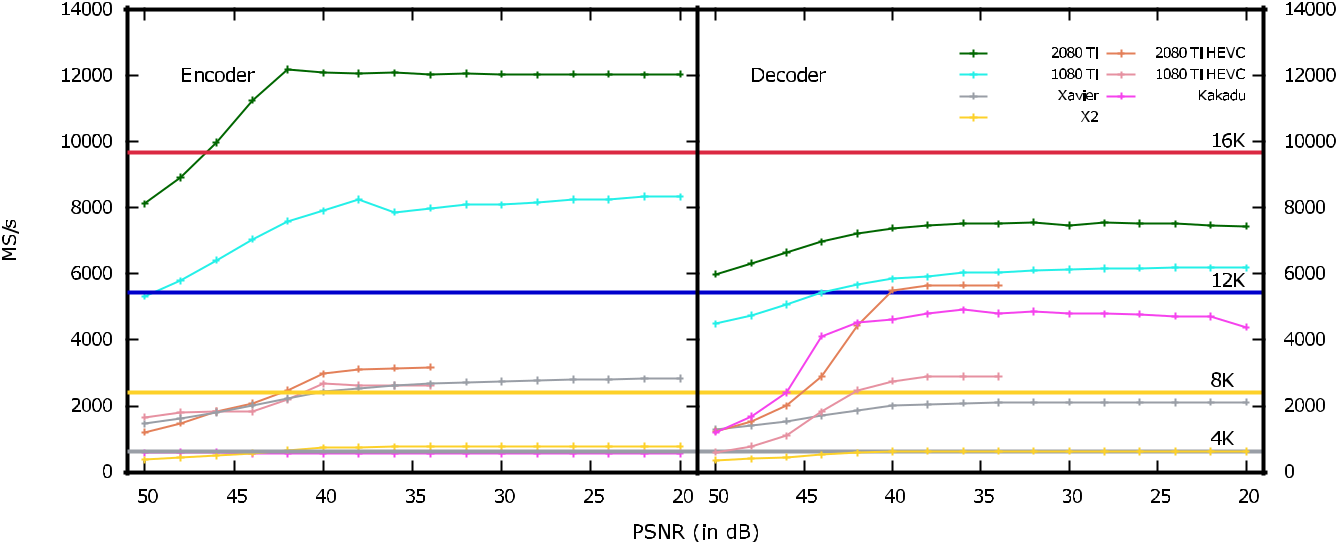 14000
12000
10000
8000
6000
4000
2000
0
MS/s
Encoder
Decoder
2080 TI
2080 TI HEVC
1080 TI
1080 TI HEVC
Xavier
Kakadu
X2
16K
12K
8K
4K
14000
12000
10000
8000
6000
4000
2000
0
50 45 40 35 30 25 20
50 45 40 35 30 25 20
PSNR (in dB)